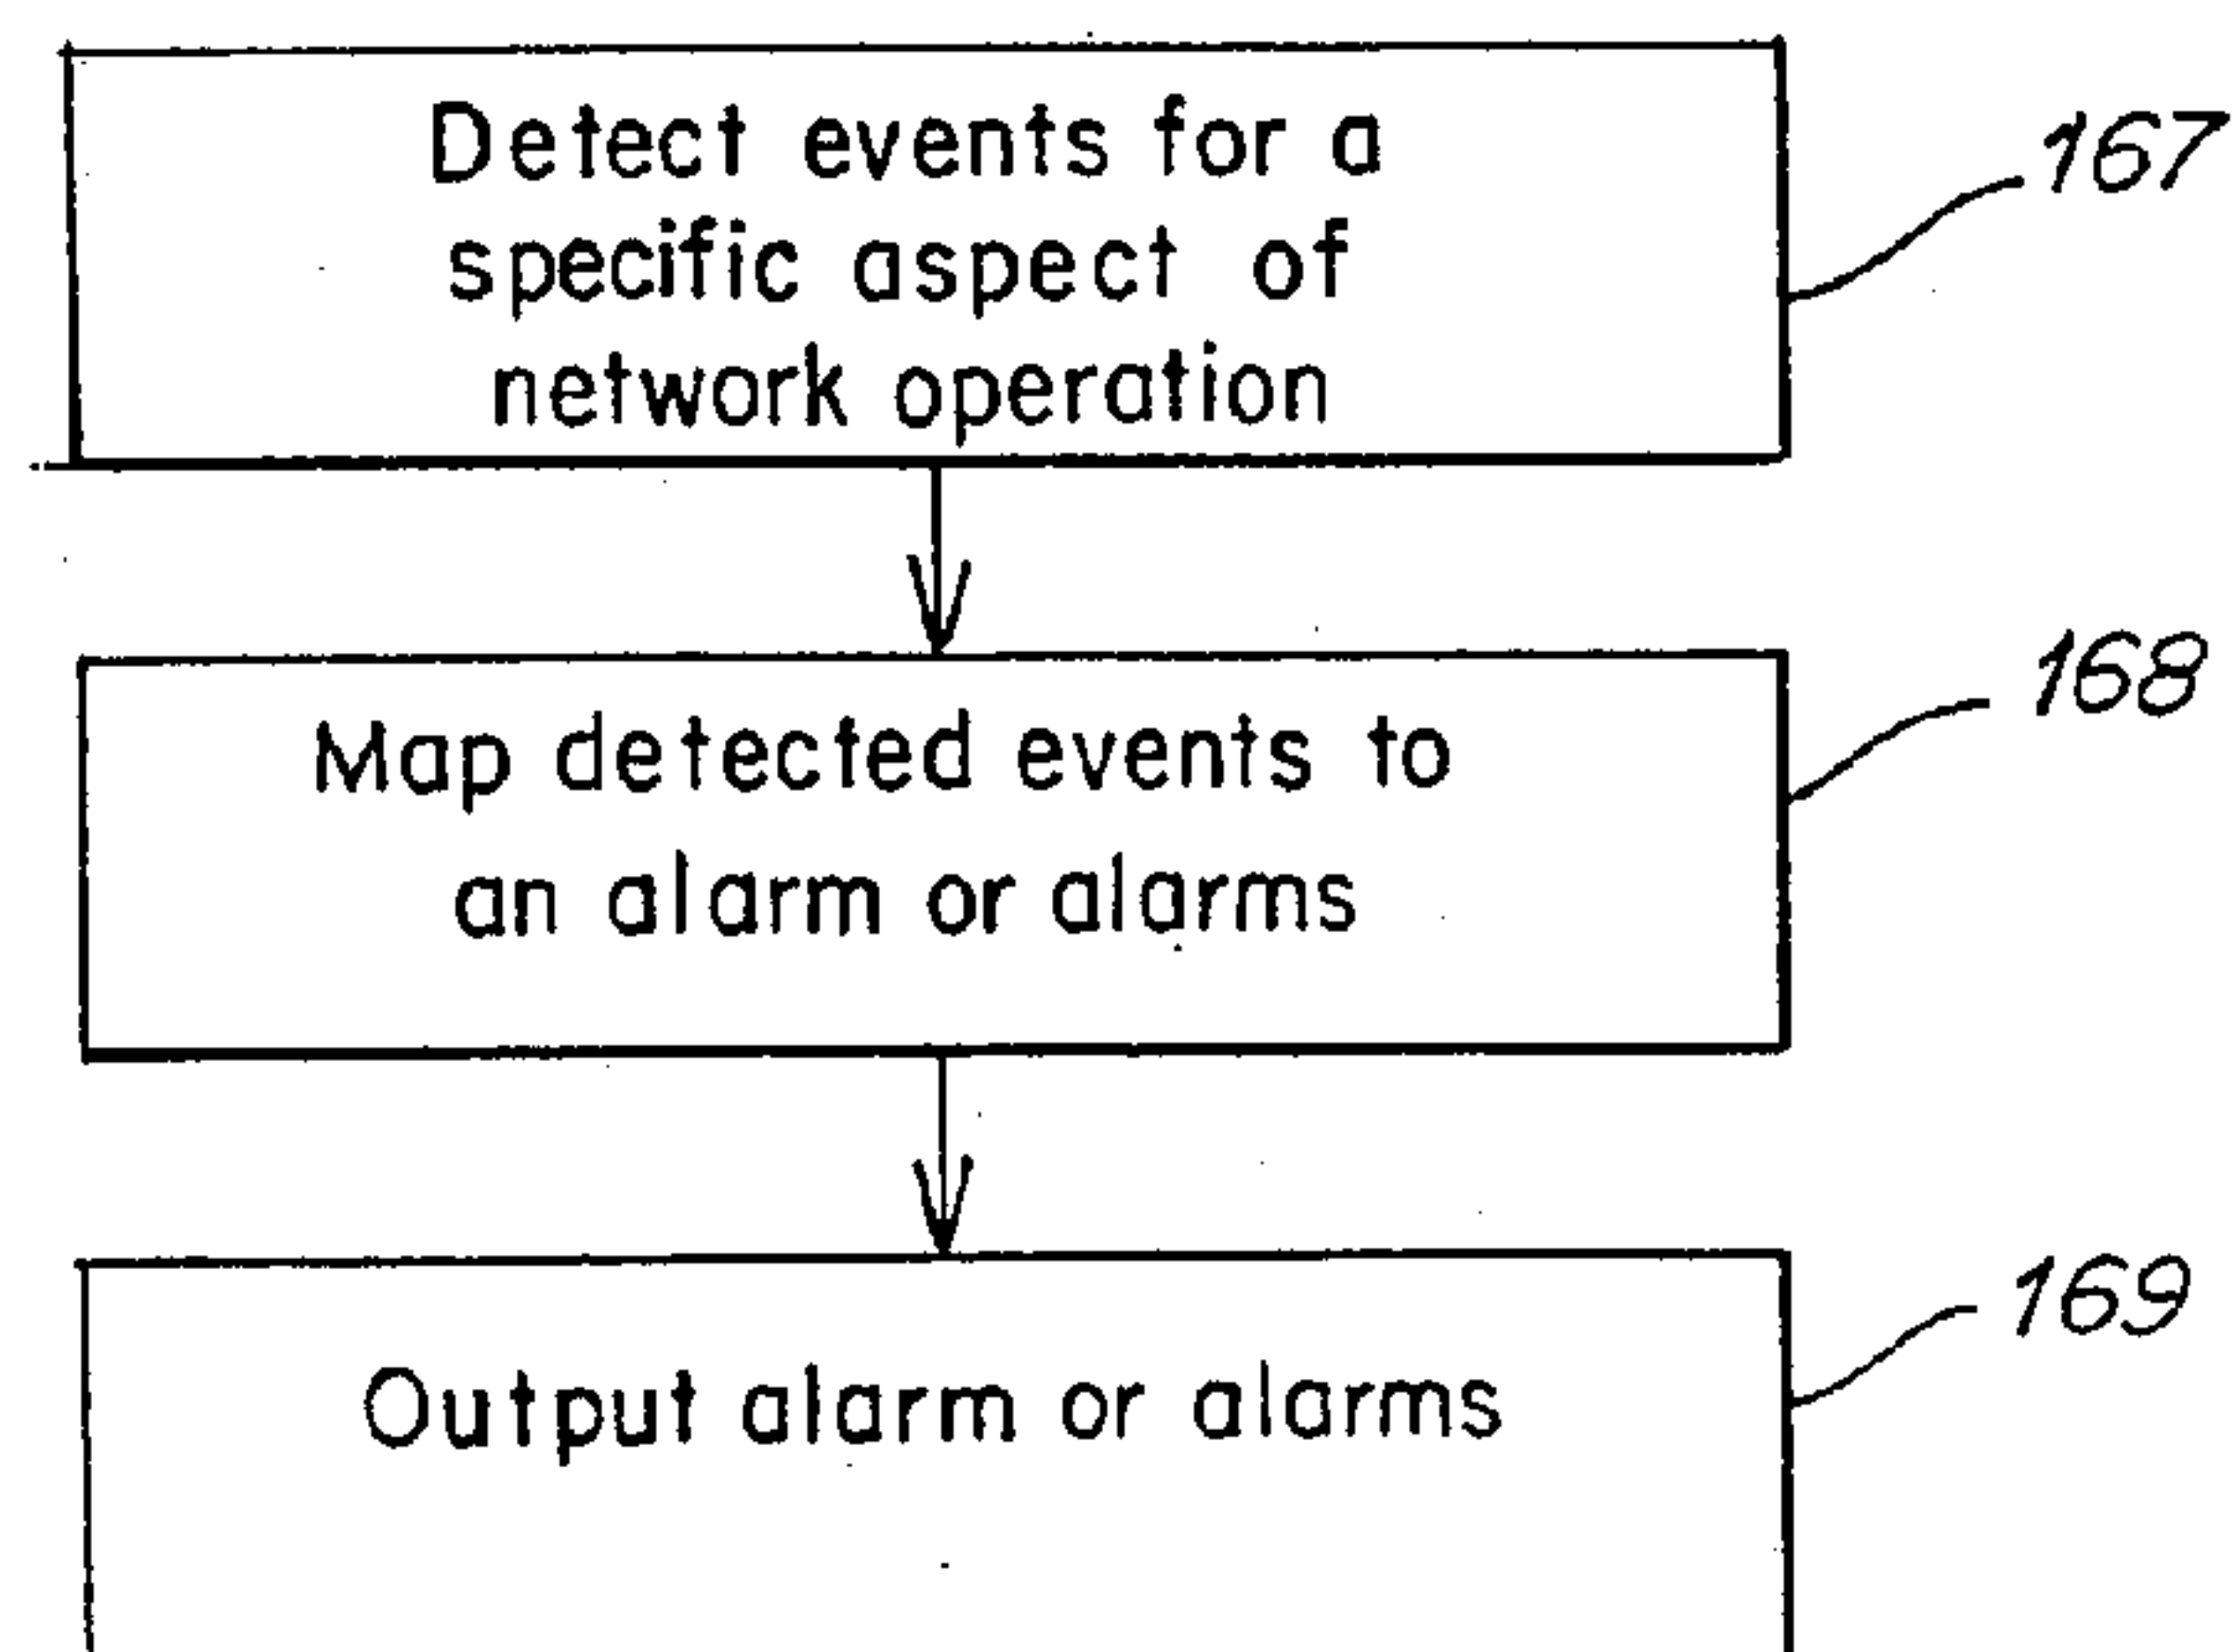 Detect events for a
specific aspect of
network operation
167
Map detected events to
an alarm or alarms
168
Output alarm or alarms
169